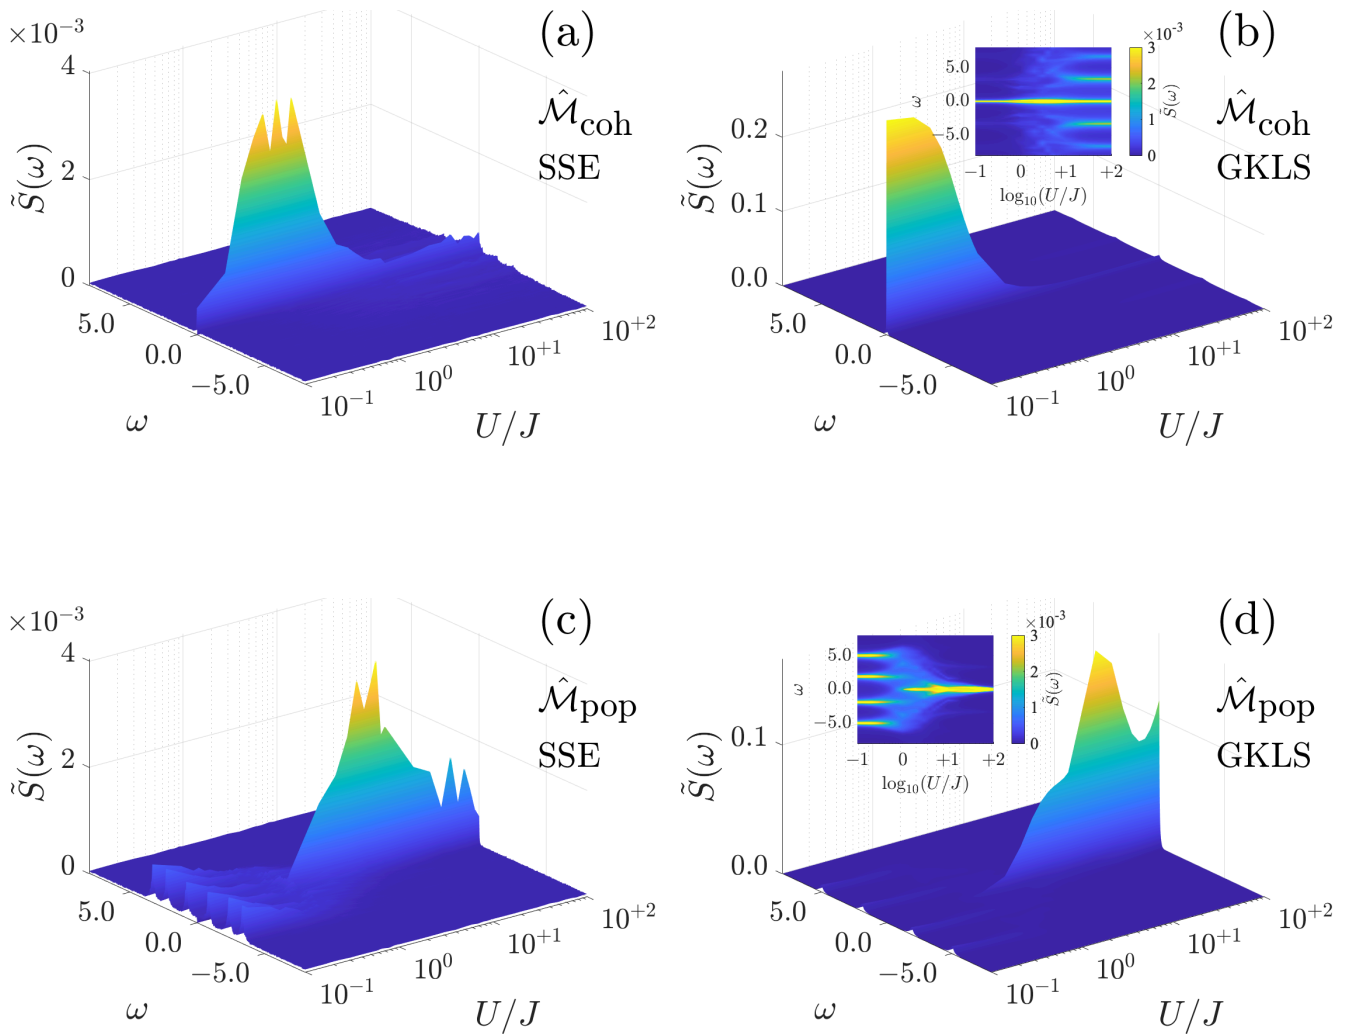 (a)
×10⁻³
4
2
0
S̃(ω)
M̂coh
SSE
5.0
0.0
−5.0
ω
10⁻¹
10⁰
10⁺¹
10⁺²
U/J
(b)
0.2
0.1
0.0
S̃(ω)
M̂coh
GKLS
5.0
0.0
−5.0
ω
10⁻¹
10⁰
10⁺¹
10⁺²
U/J
5.0
0.0
−5.0
ω
−1 0 +1 +2
log₁₀(U/J)
×10⁻³
3
2
1
0
S̃(ω)
(c)
×10⁻³
4
2
0
S̃(ω)
M̂pop
SSE
5.0
0.0
−5.0
ω
10⁻¹
10⁰
10⁺¹
10⁺²
U/J
(d)
0.1
0.0
S̃(ω)
M̂pop
GKLS
5.0
0.0
−5.0
ω
10⁻¹
10⁰
10⁺¹
10⁺²
U/J
5.0
0.0
−5.0
ω
−1 0 +1 +2
log₁₀(U/J)
×10⁻³
3
2
1
0
S̃(ω)